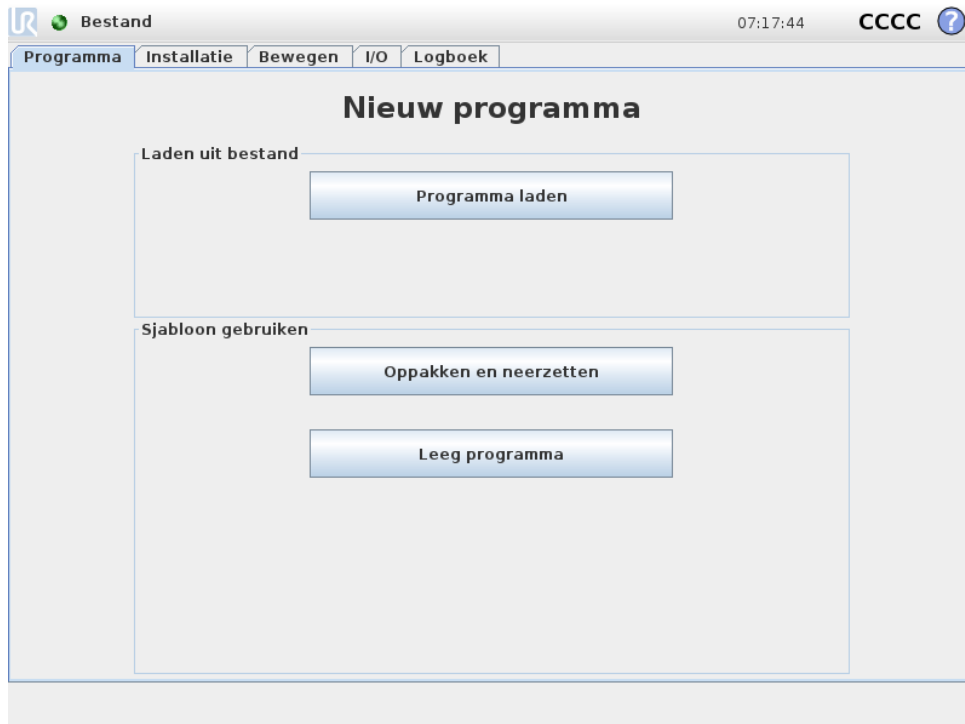 UR Bestand 07:17:44 CCCC ?
Programma Installatie Bewegen I/O Logboek
Nieuw programma
Laden uit bestand
Programma laden
Sjabloon gebruiken
Oppakken en neerzetten
Leeg programma